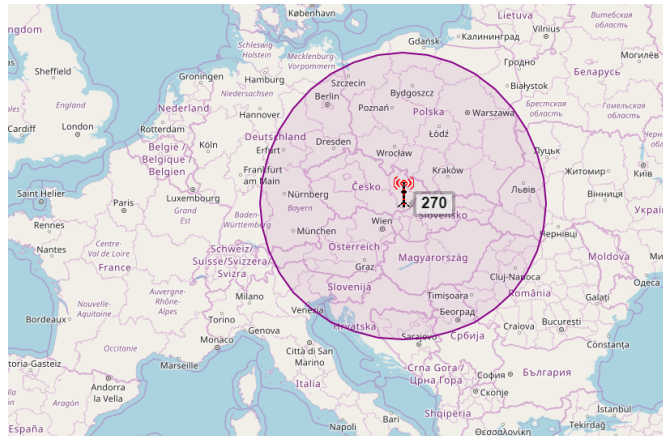 København
Lietuva
Витебская
область
ngdom
Schleswig-
Holstein
Mecklenburg-
Vorpommern
Gdańsk
Калининград
Vilnius
Sheffield
Groningen
Hamburg
Szczecin
Гродно
Могилёв
England
Nederland
Niedersachsen
Berlin
Bydgoszcz
Białystok
Беларусь
Cardiff
London
Rotterdam
Hannover
Poznań
Polska
Warszawa
Брестская
область
Гомельская
область
België /
Belgique
Belgien
Köln
Deutschland
Erfurt
Dresden
Łódź
Wrocław
Луцьк
Saint Helier
Luxembourg
Frankfurt
am Main
Česko
Kraków
Житомир
Київ
Rennes
Paris
Grand
Est
Nürnberg
Bayern
270
Львів
Вінниця
Nantes
Centre-
Val de Loire
Baden-
Württemberg
München
Wien
Slovensko
Чернівці
France
Schweiz/
Suisse/Svizzera/
Svizra
Österreich
Magyarország
Moldova
Nouvelle-
Aquitaine
Auvergne-
Rhône-
Alpes
Graz
Slovenija
Cluj-Napoca
Одеса
Bordeaux
Milano
Venezia
Timișoara
România
Galați
Torino
Genova
Hrvatska
Београд
Occitanie
Monaco
Città di San
Marino
Sarajevo
Србија
Craiova
București
toria-Gasteiz
Marseille
Constanța
Andorra
la Vella
Italia
Crna Gora /
Црна Гора
София
България
Aragón
Скопје
España
Napoli
Bari
Shqipëria
İstanbul
Θεσσαλονίκη
Tekirdağ